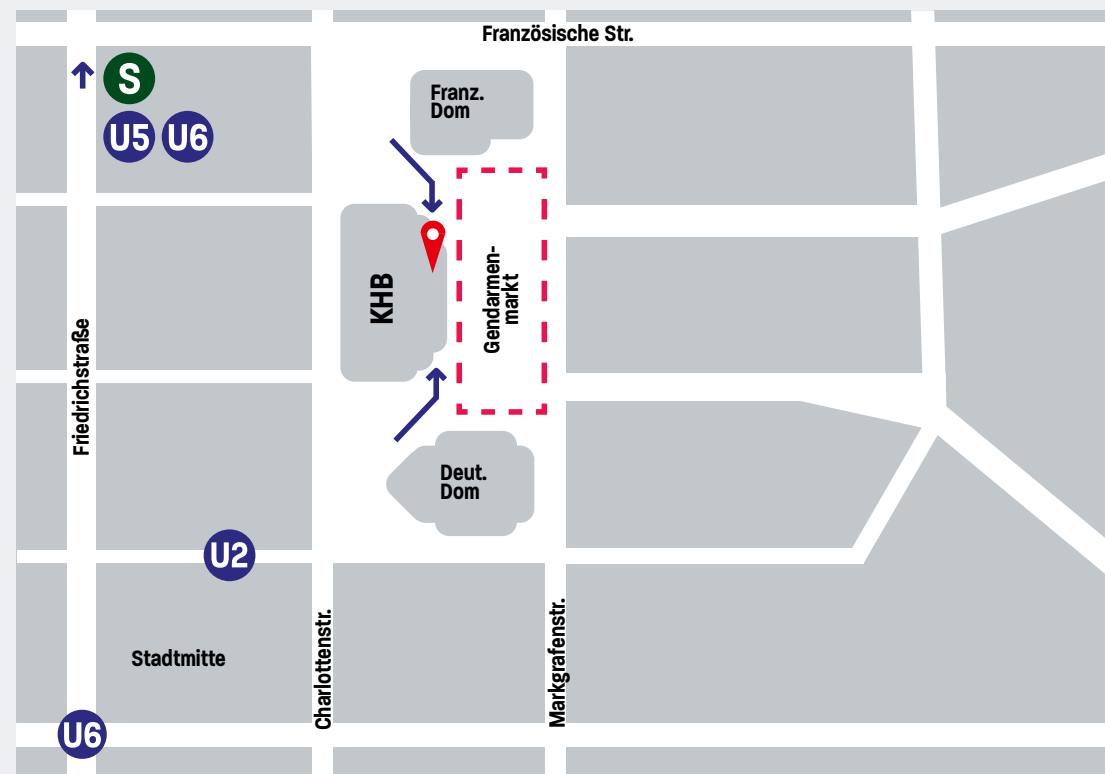 Französische Str.
S
U5 U6
Franz.
Dom
KHB
Gendarmen-
markt
Friedrichstraße
Deut.
Dom
U2
Stadtmitte
Charlottenstr.
Markgrafenstr.
U6